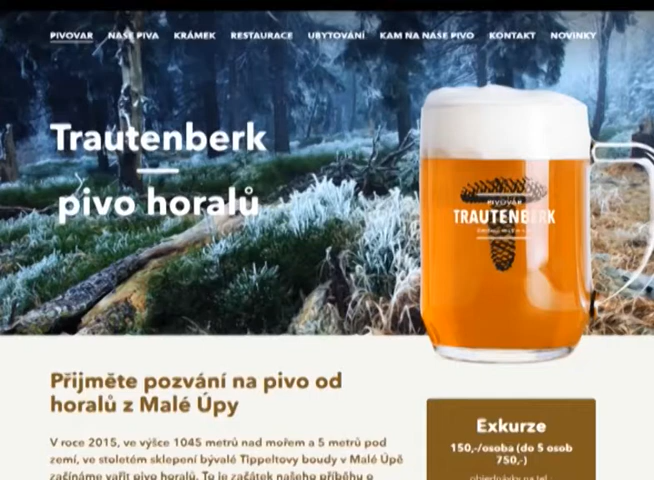 PIVOVAR NAŠE PIVA KRÁMEK RESTAURACE UBYTOVÁNÍ KAM NA NAŠE PIVO KONTAKT NOVINKY
Trautenberk
pivo horalů
PIVOVAR
TRAUTENBERK
Přijměte pozvání na pivo od
horalů z Malé Úpy
V roce 2015, ve výšce 1045 metrů nad mořem a 5 metrů pod
zemí, ve stoletém sklepení bývalé Tippeltovy boudy v Malé Úpě
začínáme vařit pivo horalů. To je začátek našeho příběhu o
Exkurze
150,-/osoba (do 5 osob
750,-)
objednávky na tel.: